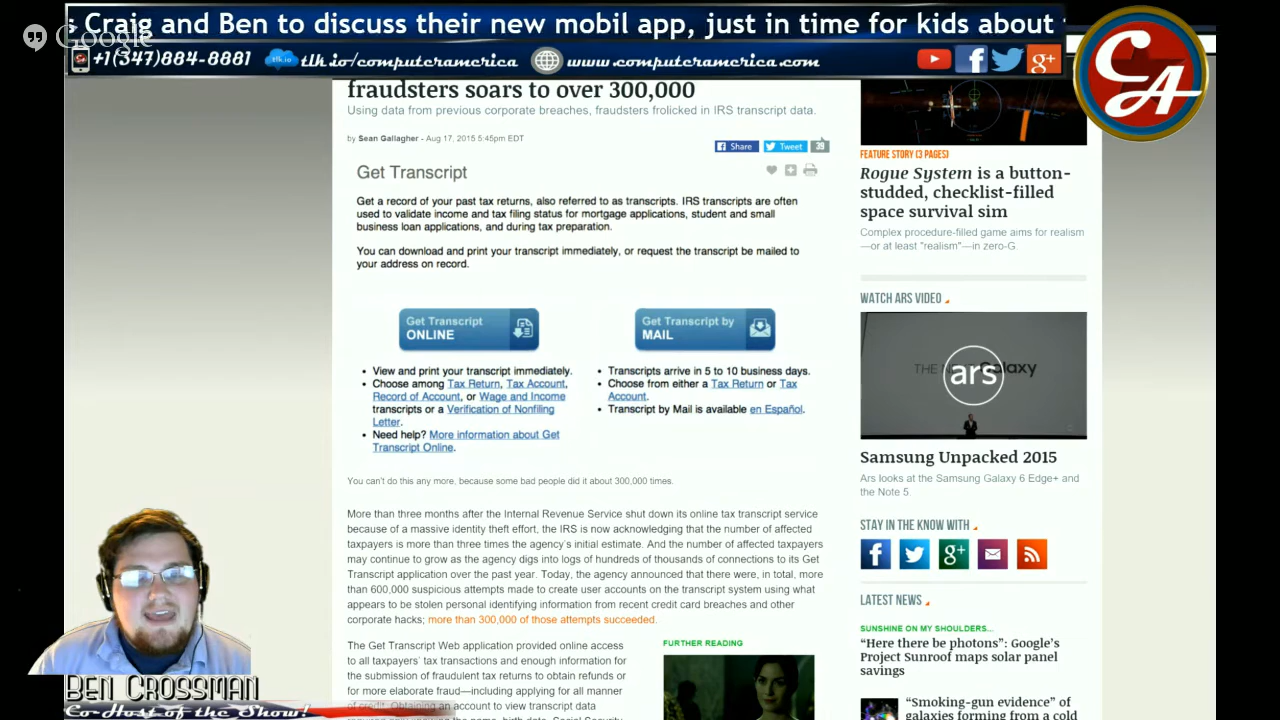 s Craig and Ben to discuss their new mobil app, just in time for kids about
Google
+1(347)884-8881
tlk.io
tlk.io/computeramerica
www.computeramerica.com
CA
fraudsters soars to over 300,000
Using data from previous corporate breaches, fraudsters frolicked in IRS transcript data.
by Sean Gallagher - Aug 17, 2015 5:45pm EDT
Share
Tweet
39
Get Transcript
Get a record of your past tax returns, also referred to as transcripts. IRS transcripts are often
used to validate income and tax filing status for mortgage applications, student and small
business loan applications, and during tax preparation.
You can download and print your transcript immediately, or request the transcript be mailed to
your address on record.
Get Transcript
ONLINE
• View and print your transcript immediately.
• Choose among Tax Return, Tax Account,
Record of Account, or Wage and Income
transcripts or a Verification of Nonfiling
Letter.
• Need help? More information about Get
Transcript Online.
Get Transcript by
MAIL
• Transcripts arrive in 5 to 10 business days.
• Choose from either a Tax Return or Tax
Account.
• Transcript by Mail is available en Español.
You can't do this any more, because some bad people did it about 300,000 times.
More than three months after the Internal Revenue Service shut down its online tax transcript service
because of a massive identity theft effort, the IRS is now acknowledging that the number of affected
taxpayers is more than three times the agency's initial estimate. And the number of affected taxpayers
may continue to grow as the agency digs into logs of hundreds of thousands of connections to its Get
Transcript application over the past year. Today, the agency announced that there were, in total, more
than 600,000 suspicious attempts made to create user accounts on the transcript system using what
appears to be stolen personal identifying information from recent credit card breaches and other
corporate hacks; more than 300,000 of those attempts succeeded.
The Get Transcript Web application provided online access
to all taxpayers' tax transactions and enough information for
the submission of fraudulent tax returns to obtain refunds or
for more elaborate fraud—including applying for all manner
of credit. Obtaining an account to view transcript data
FURTHER READING
FEATURE STORY (3 PAGES)
Rogue System is a button-
studded, checklist-filled
space survival sim
Complex procedure-filled game aims for realism
—or at least "realism"—in zero-G.
WATCH ARS VIDEO
ars
Samsung Unpacked 2015
Ars looks at the Samsung Galaxy 6 Edge+ and
the Note 5.
STAY IN THE KNOW WITH
LATEST NEWS
SUNSHINE ON MY SHOULDERS...
“Here there be photons”: Google’s
Project Sunroof maps solar panel
savings
“Smoking-gun evidence” of
galaxies forming from a cold
Ben Crossman
Co-Host of the Show!